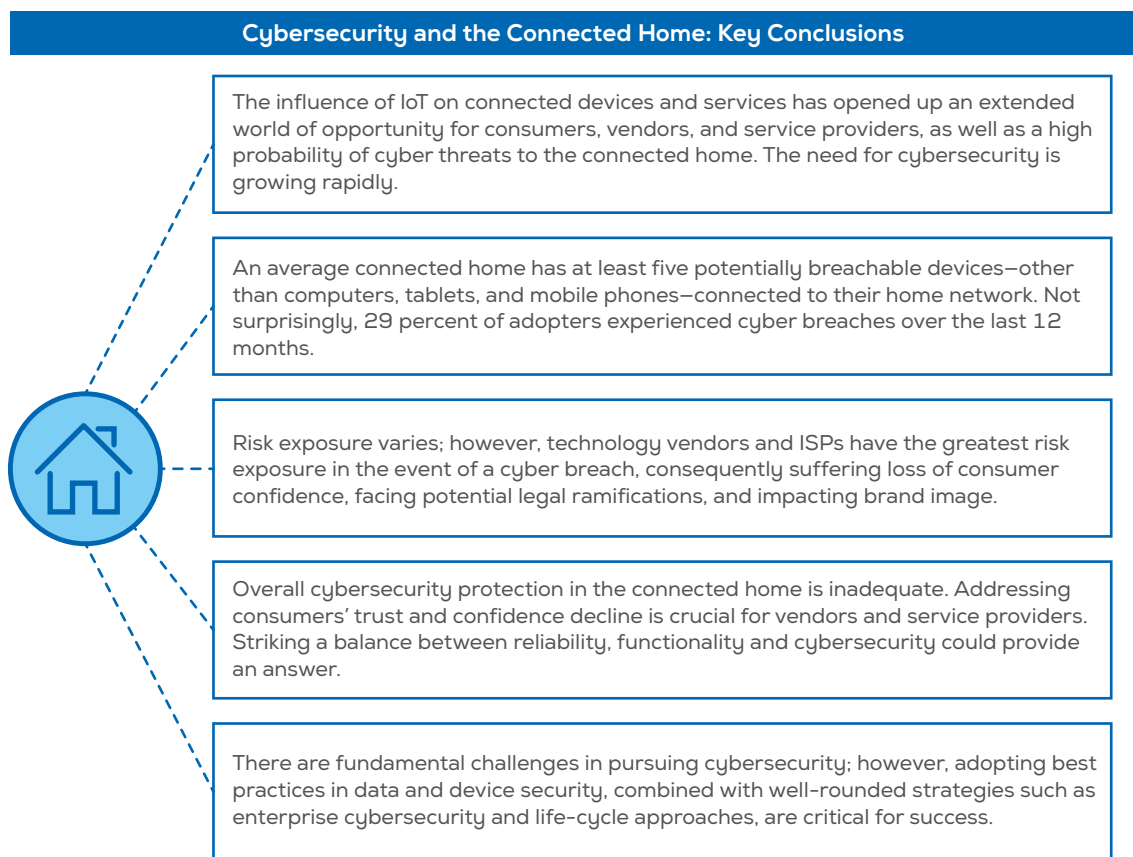 Cybersecurity and the Connected Home: Key Conclusions
The influence of IoT on connected devices and services has opened up an extended
world of opportunity for consumers, vendors, and service providers, as well as a high
probability of cyber threats to the connected home. The need for cybersecurity is
growing rapidly.
An average connected home has at least five potentially breachable devices—other
than computers, tablets, and mobile phones—connected to their home network. Not
surprisingly, 29 percent of adopters experienced cyber breaches over the last 12
months.
Risk exposure varies; however, technology vendors and ISPs have the greatest risk
exposure in the event of a cyber breach, consequently suffering loss of consumer
confidence, facing potential legal ramifications, and impacting brand image.
Overall cybersecurity protection in the connected home is inadequate. Addressing
consumers’ trust and confidence decline is crucial for vendors and service providers.
Striking a balance between reliability, functionality and cybersecurity could provide
an answer.
There are fundamental challenges in pursuing cybersecurity; however, adopting best
practices in data and device security, combined with well-rounded strategies such as
enterprise cybersecurity and life-cycle approaches, are critical for success.